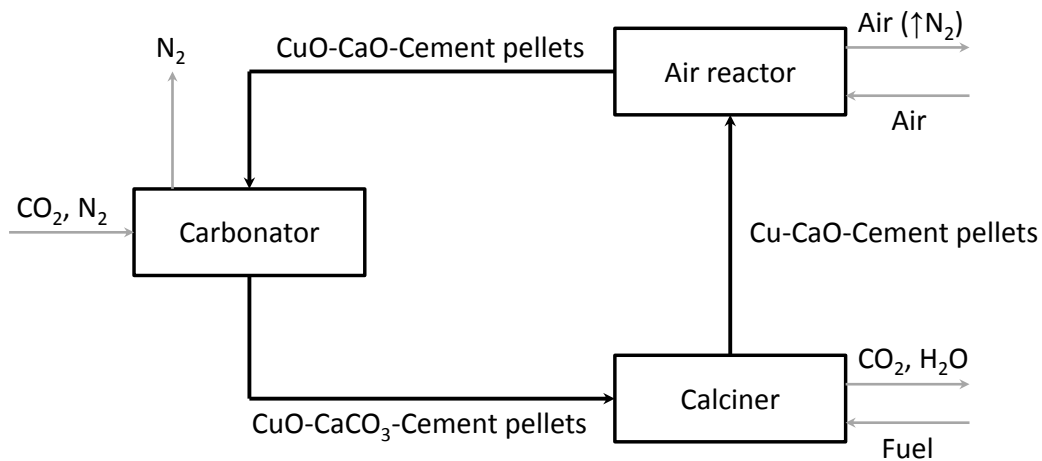 Air (↑N₂)
N₂
CuO-CaO-Cement pellets
Air reactor
Air
CO₂, N₂
Carbonator
Cu-CaO-Cement pellets
CO₂, H₂O
Calciner
CuO-CaCO₃-Cement pellets
Fuel